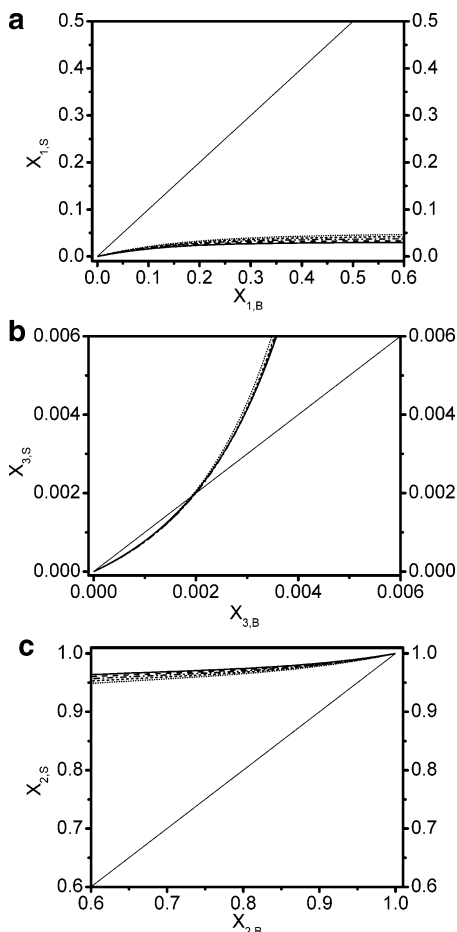 a
0.5 0.5
0.4 0.4
0.3 0.3
0.2 0.2
0.1 0.1
0.0 0.0
X1,S
0.0 0.1 0.2 0.3 0.4 0.5 0.6
X1,B
b
0.006 0.006
0.004 0.004
0.002 0.002
0.000 0.000
X3,S
0.000 0.002 0.004 0.006
X3,B
c
1.0 1.0
0.9 0.9
0.8 0.8
0.7 0.7
0.6 0.6
X2,S
0.6 0.7 0.8 0.9 1.0
X2,B